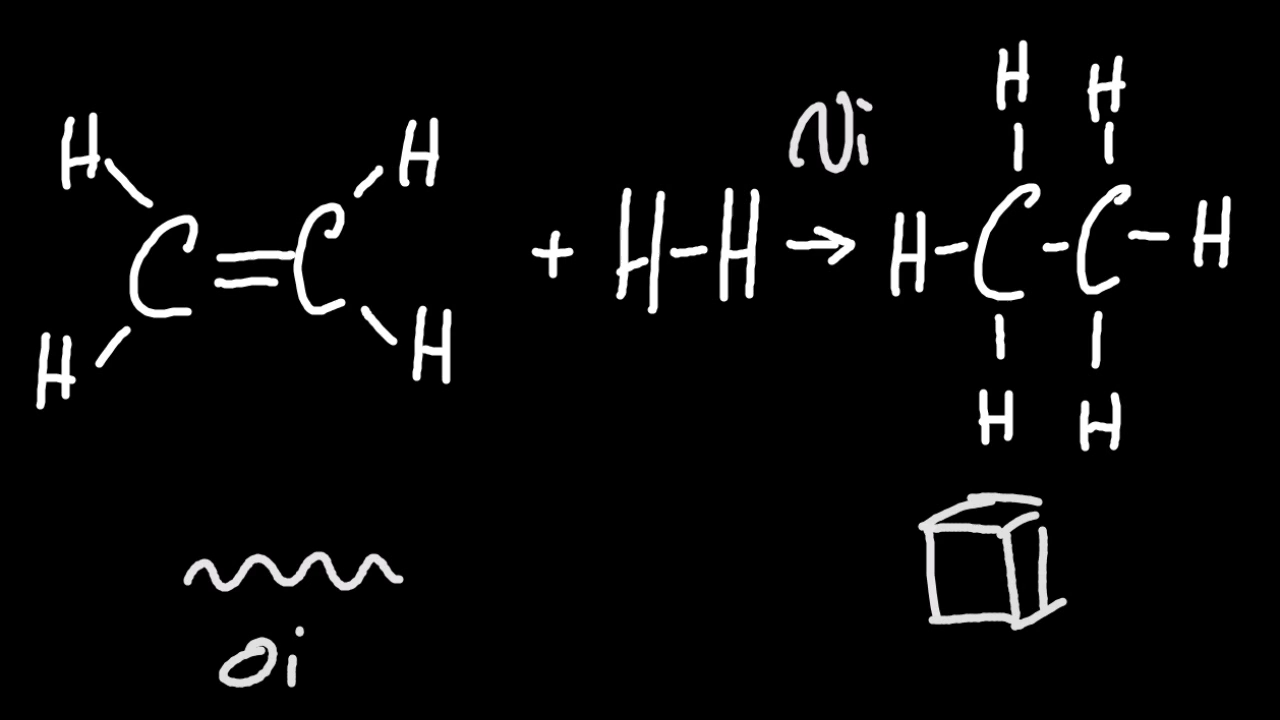 H H H H
C = C + H - H → Ni H - C - C - H
H H H H
Oi